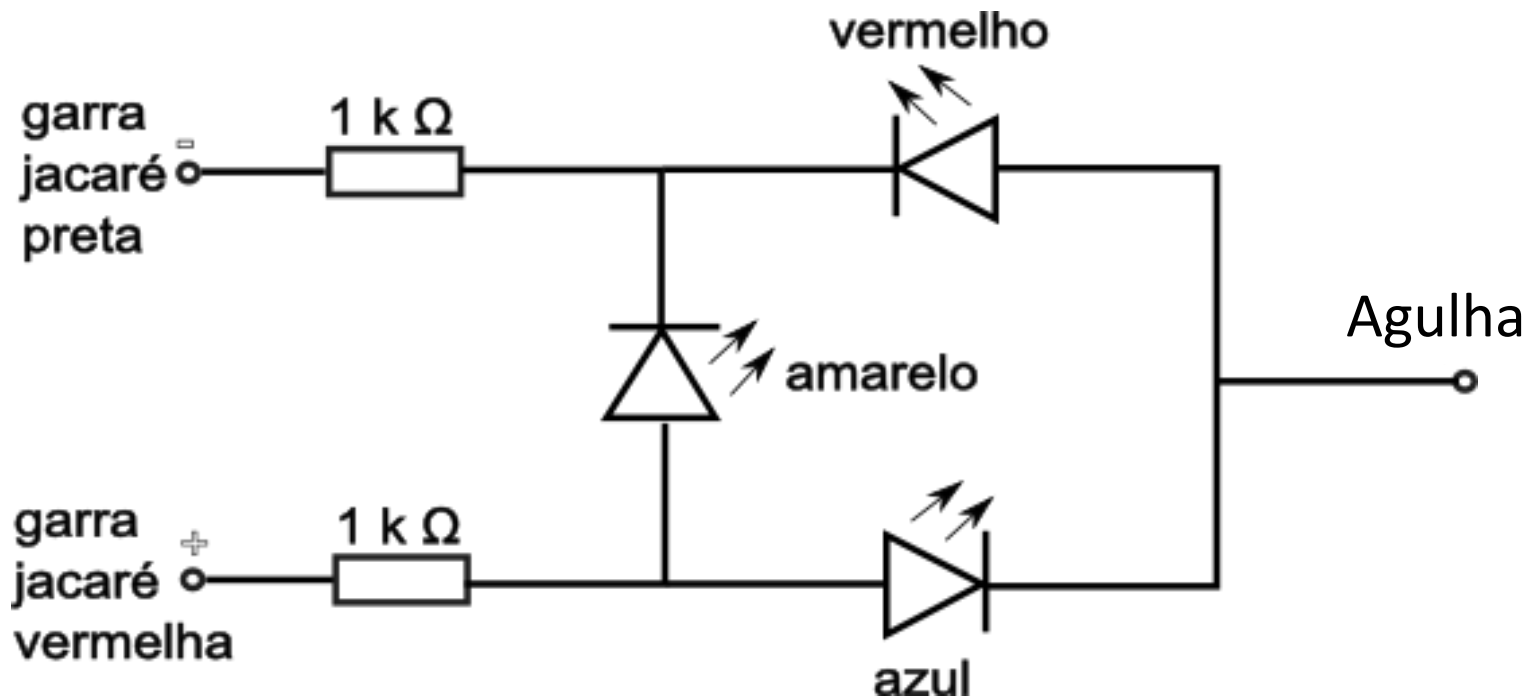 vermelho
garra
jacaré
preta
-
1 k Ω
Agulha
amarelo
garra
jacaré
vermelha
+
1 k Ω
azul